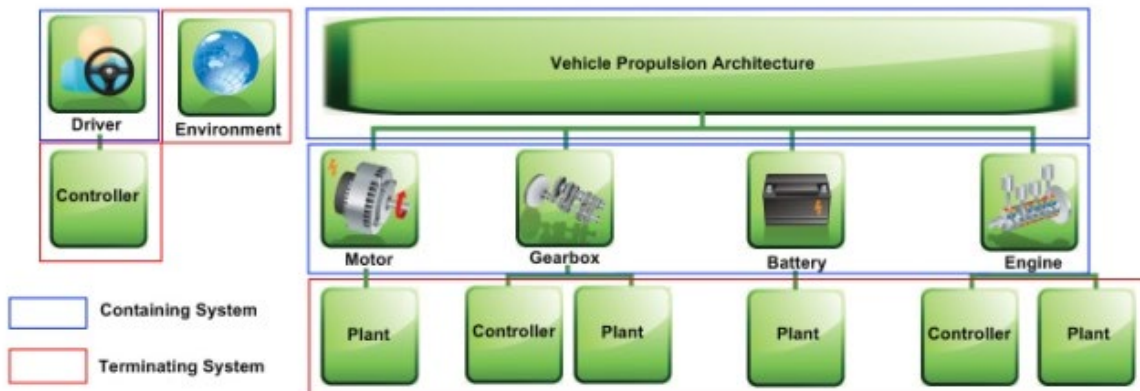 Vehicle Propulsion Architecture
Driver
Environment
Controller
Motor
Gearbox
Battery
Engine
Plant
Controller
Plant
Plant
Controller
Plant
Containing System
Terminating System